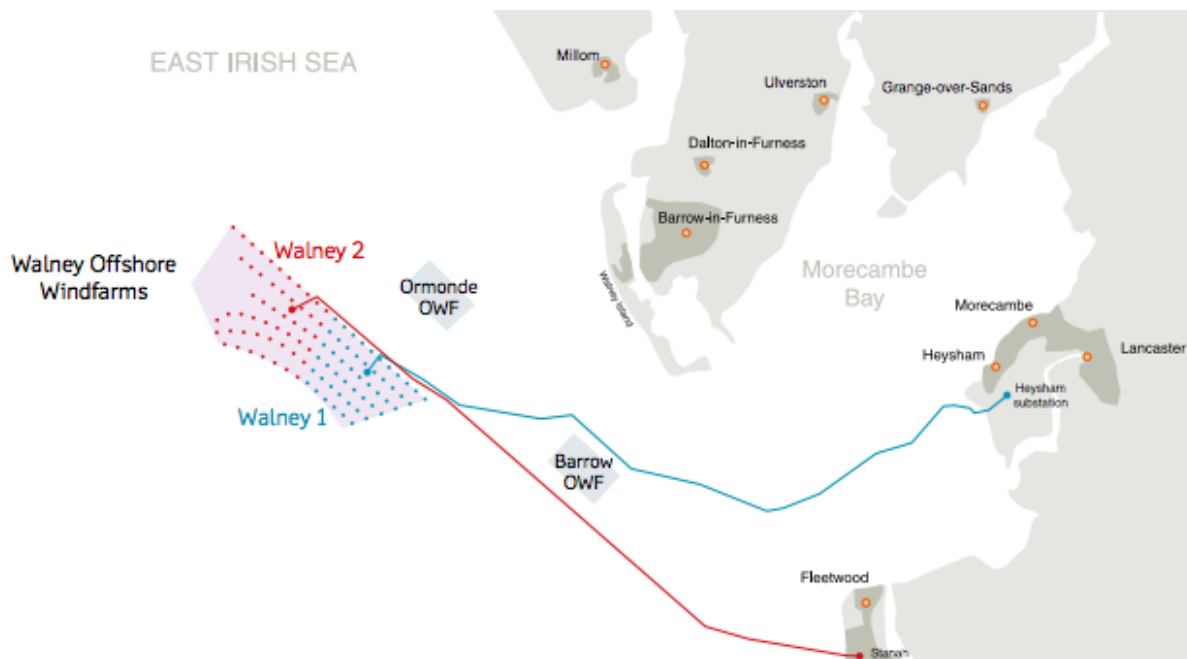 EAST IRISH SEA
Millom
Ulverston
Grange-over-Sands
Dalton-in-Furness
Barrow-in-Furness
Walney Island
Walney Offshore
Windfarms
Walney 2
Ormonde
OWF
Morecambe
Bay
Morecambe
Heysham
Lancaster
Heysham
substation
Walney 1
Barrow
OWF
Fleetwood
Stanah